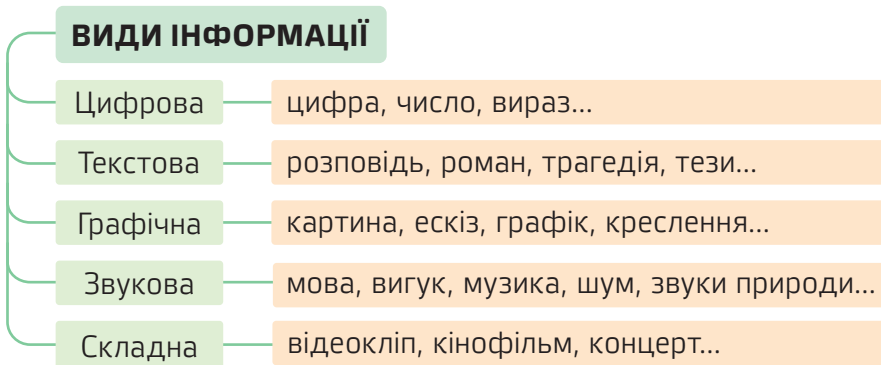 ВИДИ ІНФОРМАЦІЇ
Цифрова цифра, число, вираз...
Текстова розповідь, роман, трагедія, тези...
Графічна картина, ескіз, графік, креслення...
Звукова мова, вигук, музика, шум, звуки природи...
Складна відеокліп, кінофільм, концерт...